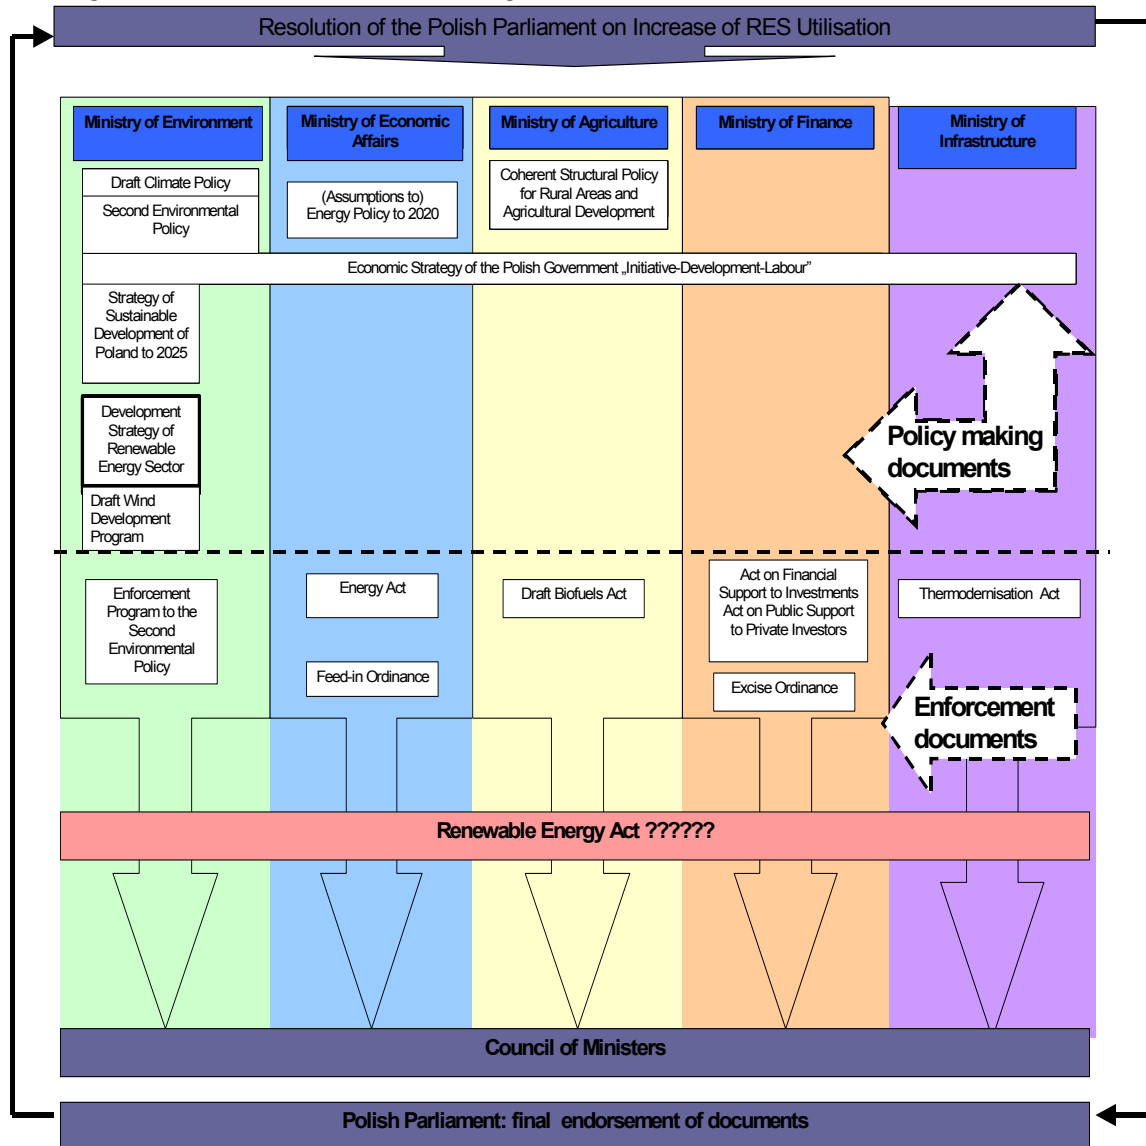 Resolution of the Polish Parliament on Increase of RES Utilisation
Ministry of Environment
Ministry of Economic
Affairs
Ministry of Agriculture
Ministry of Finance
Ministry of
Infrastructure
Draft Climate Policy
Second Environmental
Policy
(Assumptions to)
Energy Policy to 2020
Coherent Structural Policy
for Rural Areas and
Agricultural Development
Economic Strategy of the Polish Government „Initiative-Development-Labour”
Strategy of
Sustainable
Development of
Poland to 2025
Development
Strategy of
Renewable
Energy Sector
Draft Wind
Development
Program
Policy making
documents
Enforcement
Program to the
Second
Environmental
Policy
Energy Act
Feed-in Ordinance
Draft Biofuels Act
Act on Financial
Support to Investments
Act on Public Support
to Private Investors
Excise Ordinance
Thermodernisation Act
Enforcement
documents
Renewable Energy Act ??????
Council of Ministers
Polish Parliament: final endorsement of documents